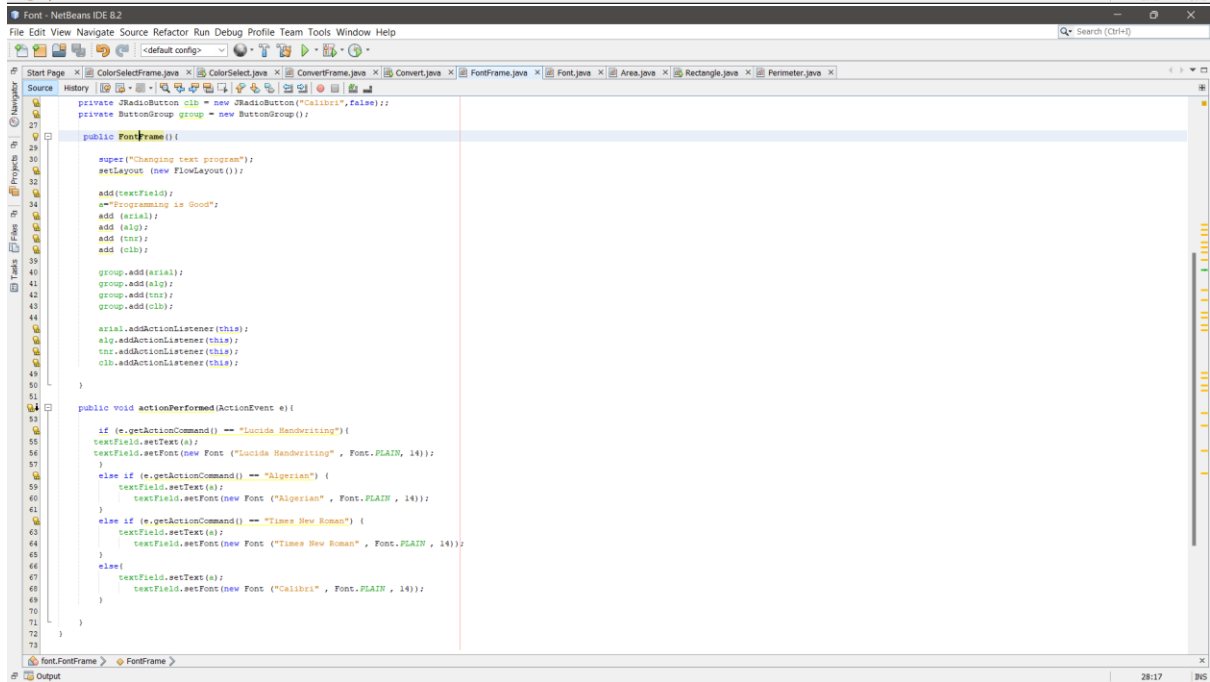 Font - NetBeans IDE 8.2
File Edit View Navigate Source Refactor Run Debug Profile Team Tools Window Help
Search (Ctrl+I)
<default config>
Start Page ColorSelectFrame.java ColorSelect.java ConvertFrame.java Convert.java FontFrame.java Font.java Area.java Rectangle.java Perimeter.java
Source History
Navigator
Projects
Files
Tasks
private JRadioButton clb = new JRadioButton("Calibri",false);;
private ButtonGroup group = new ButtonGroup();
27
public FontFrame(){
29
30 super("Changing text program");
setLayout (new FlowLayout());
32
add(textField);
34 a="Programming is Good";
add (arial);
add (alg);
add (tnr);
add (clb);
39
40 group.add(arial);
41 group.add(alg);
42 group.add(tnr);
43 group.add(clb);
44
arial.addActionListener(this);
alg.addActionListener(this);
tnr.addActionListener(this);
clb.addActionListener(this);
49
50 }
51
public void actionPerformed(ActionEvent e){
53
if (e.getActionCommand() == "Lucida Handwriting"){
55 textField.setText(a);
56 textField.setFont(new Font ("Lucida Handwriting" , Font.PLAIN, 14));
57 }
else if (e.getActionCommand() == "Algerian") {
59 textField.setText(a);
60 textField.setFont(new Font ("Algerian" , Font.PLAIN , 14));
61 }
else if (e.getActionCommand() == "Times New Roman") {
63 textField.setText(a);
64 textField.setFont(new Font ("Times New Roman" , Font.PLAIN , 14));
65 }
66 else{
67 textField.setText(a);
68 textField.setFont(new Font ("Calibri" , Font.PLAIN , 14));
69 }
70
71 }
72 }
73
font.FontFrame FontFrame
Output
28:17 INS